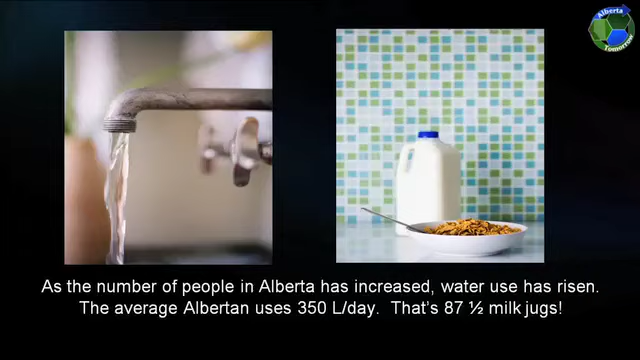 Alberta
Tomorrow
As the number of people in Alberta has increased, water use has risen.
The average Albertan uses 350 L/day.  That's 87 ½ milk jugs!